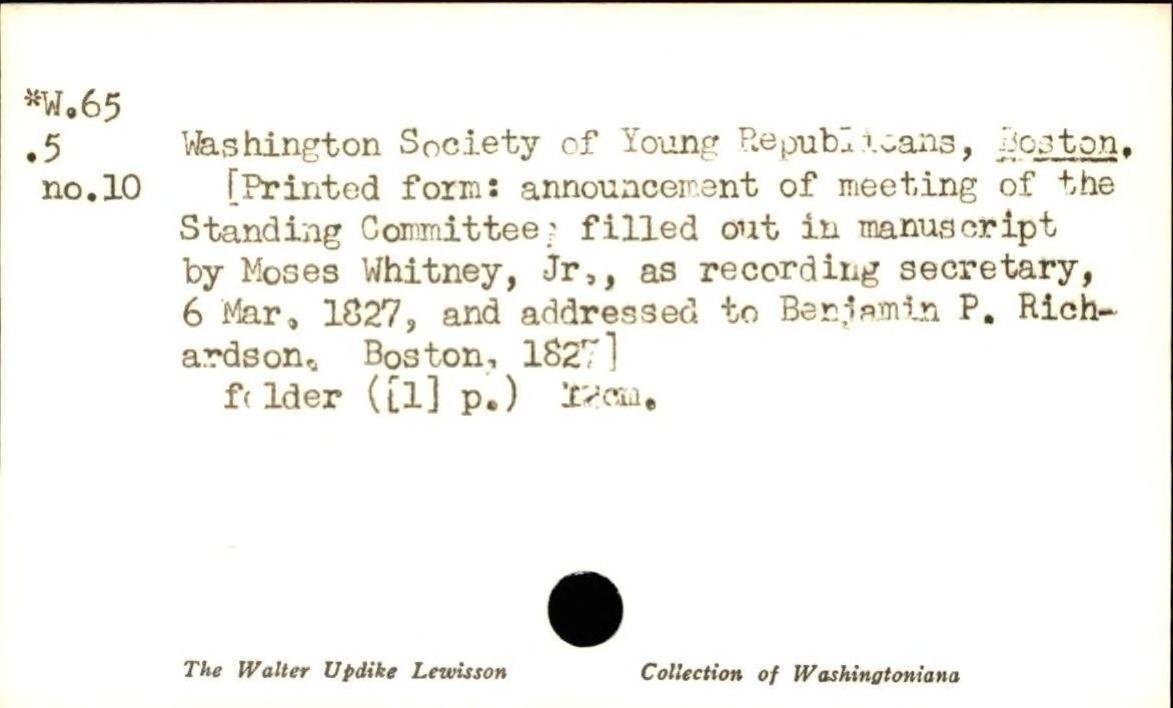 *W.65
.5 Washington Society of Young Republicans, Boston.
no.10 [Printed form: announcement of meeting of the
Standing Committee; filled out in manuscript
by Moses Whitney, Jr., as recording secretary,
6 Mar. 1827, and addressed to Benjamin P. Rich-
ardson. Boston, 1827]
folder ([1] p.) 12cm.
The Walter Updike Lewisson Collection of Washingtoniana